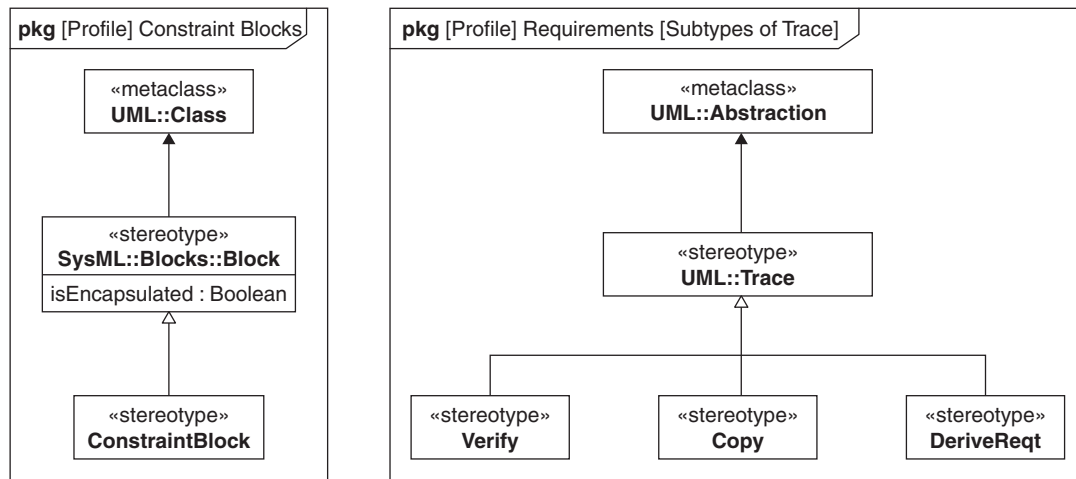 pkg [Profile] Constraint Blocks
«metaclass»
UML::Class
«stereotype»
SysML::Blocks::Block
isEncapsulated : Boolean
«stereotype»
ConstraintBlock
pkg [Profile] Requirements [Subtypes of Trace]
«metaclass»
UML::Abstraction
«stereotype»
UML::Trace
«stereotype»
Verify
«stereotype»
Copy
«stereotype»
DeriveReqt